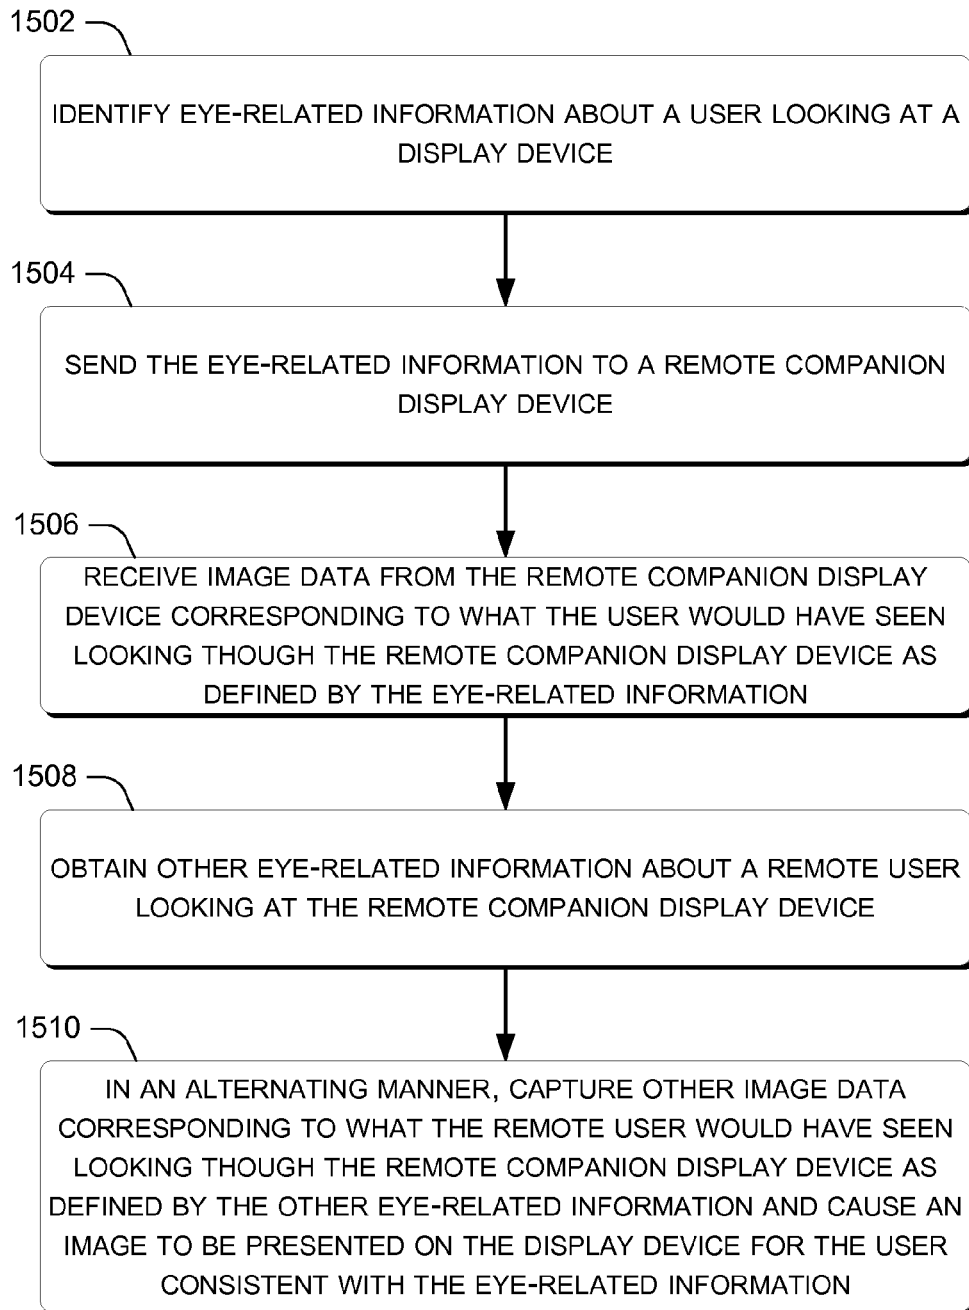 1502
IDENTIFY EYE-RELATED INFORMATION ABOUT A USER LOOKING AT A
DISPLAY DEVICE
1504
SEND THE EYE-RELATED INFORMATION TO A REMOTE COMPANION
DISPLAY DEVICE
1506
RECEIVE IMAGE DATA FROM THE REMOTE COMPANION DISPLAY
DEVICE CORRESPONDING TO WHAT THE USER WOULD HAVE SEEN
LOOKING THOUGH THE REMOTE COMPANION DISPLAY DEVICE AS
DEFINED BY THE EYE-RELATED INFORMATION
1508
OBTAIN OTHER EYE-RELATED INFORMATION ABOUT A REMOTE USER
LOOKING AT THE REMOTE COMPANION DISPLAY DEVICE
1510
IN AN ALTERNATING MANNER, CAPTURE OTHER IMAGE DATA
CORRESPONDING TO WHAT THE REMOTE USER WOULD HAVE SEEN
LOOKING THOUGH THE REMOTE COMPANION DISPLAY DEVICE AS
DEFINED BY THE OTHER EYE-RELATED INFORMATION AND CAUSE AN
IMAGE TO BE PRESENTED ON THE DISPLAY DEVICE FOR THE USER
CONSISTENT WITH THE EYE-RELATED INFORMATION